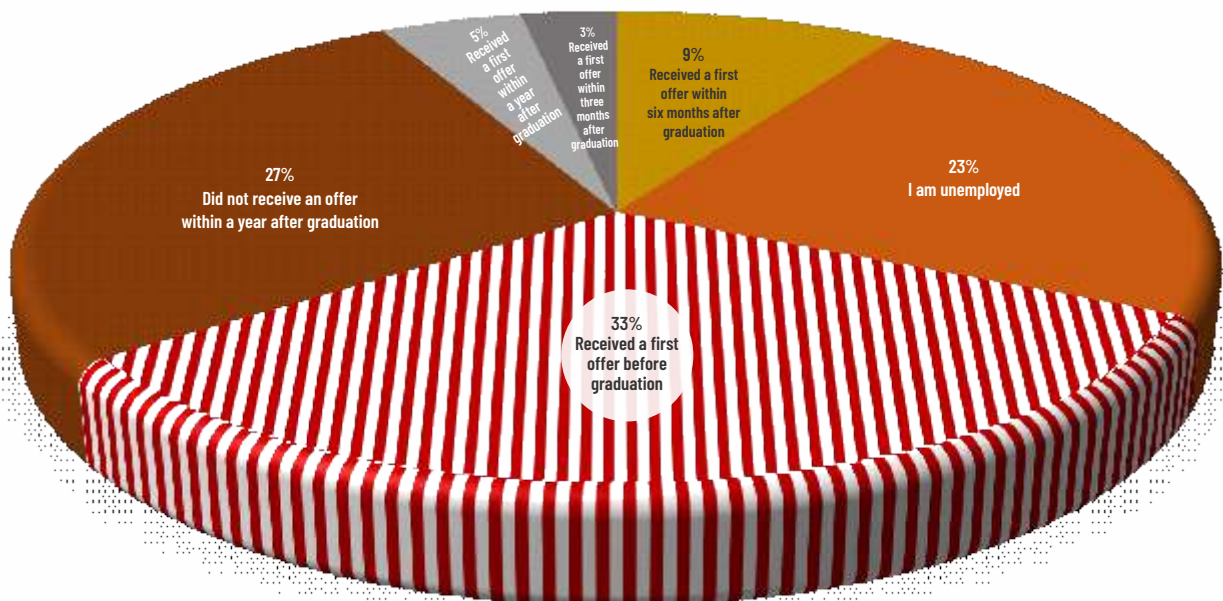 5%
Received
a first
offer
within
a year
after
graduation
3%
Received
a first
offer
within
three
months
after
graduation
9%
Received a first
offer within
six months after
graduation
27%
Did not receive an offer
within a year after graduation
23%
I am unemployed
33%
Received a first
offer before
graduation